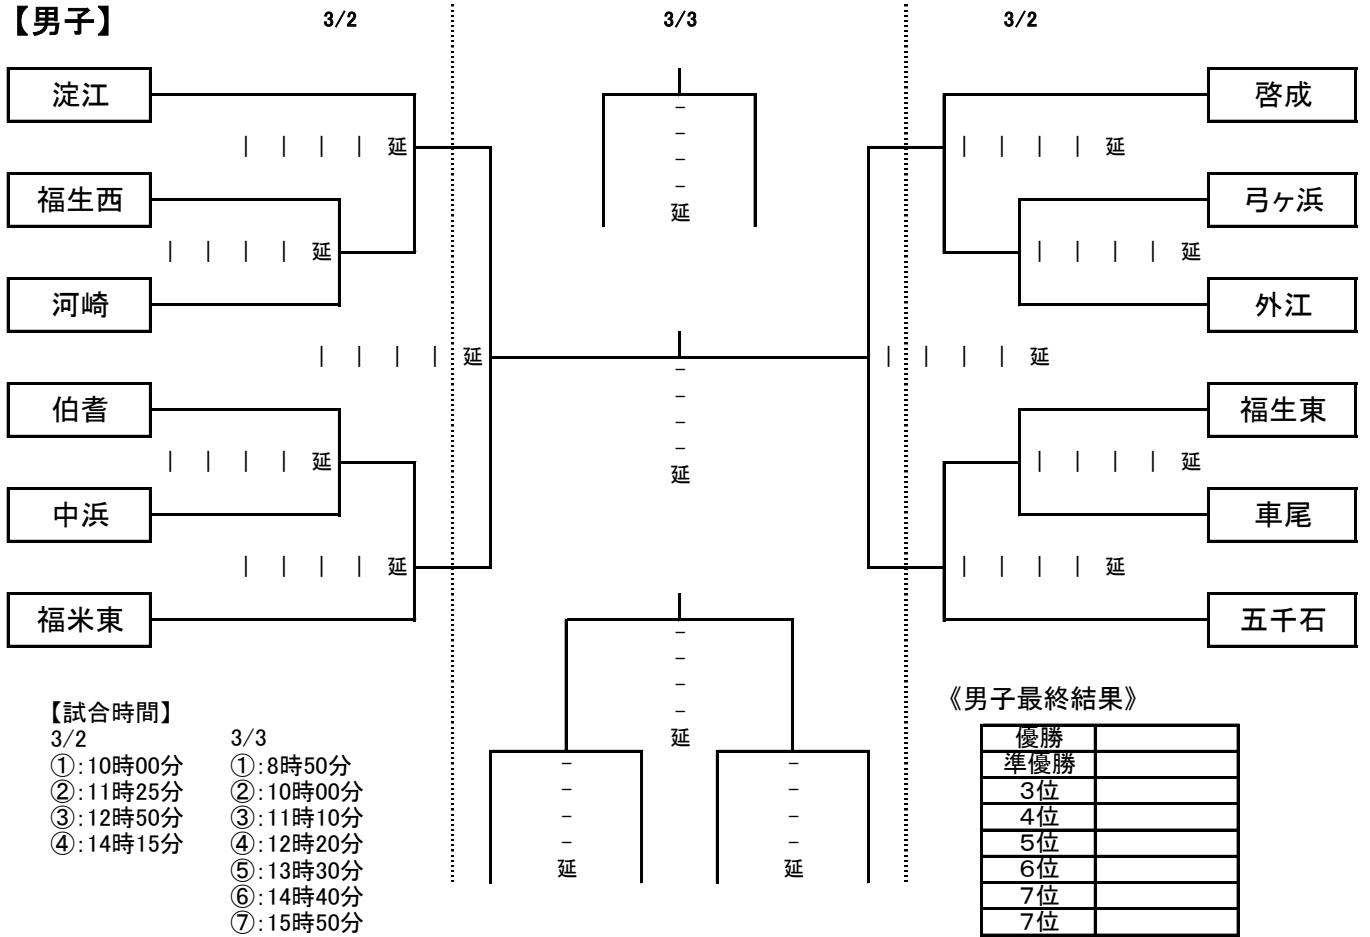 【男子】
3/2
3/3
3/2
淀江
啓成
| | | | 延
-
-
-
-
延
| | | | 延
福生西
弓ヶ浜
| | | | 延
| | | | 延
河崎
外江
| | | | 延
-
-
-
-
延
| | | | 延
伯耆
福生東
| | | | 延
| | | | 延
中浜
車尾
| | | | 延
| | | | 延
福米東
五千石
-
-
-
-
延
-
-
-
-
延
-
-
-
-
延
【試合時間】
3/2
①:10時00分
②:11時25分
③:12時50分
④:14時15分
3/3
①:8時50分
②:10時00分
③:11時10分
④:12時20分
⑤:13時30分
⑥:14時40分
⑦:15時50分
《男子最終結果》
優勝
準優勝
3位
4位
5位
6位
7位
7位